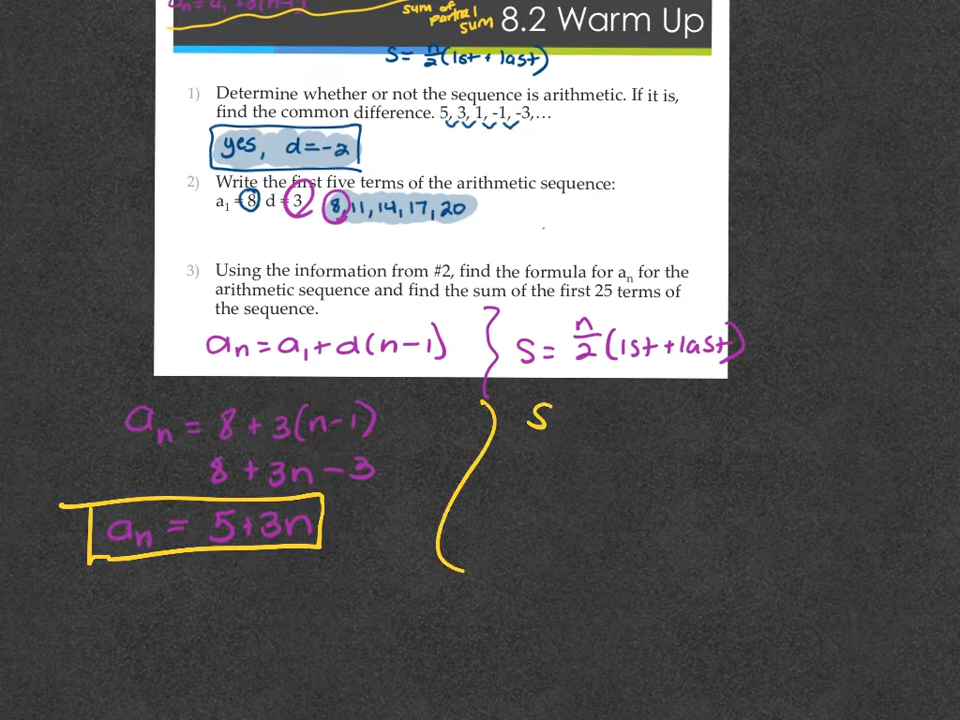 an = a1 + d(n-1)
sum of
partial
sum
8.2 Warm Up
S = n/2 (1st + last)
1) Determine whether or not the sequence is arithmetic. If it is,
find the common difference. 5, 3, 1, -1, -3,…
yes, d = -2
2) Write the first five terms of the arithmetic sequence:
a1 = 8, d = 3
8, 11, 14, 17, 20
3) Using the information from #2, find the formula for an for the
arithmetic sequence and find the sum of the first 25 terms of
the sequence.
an = a1 + d(n-1)
S = n/2 (1st + last)
an = 8 + 3(n-1)
8 + 3n - 3
an = 5 + 3n
S